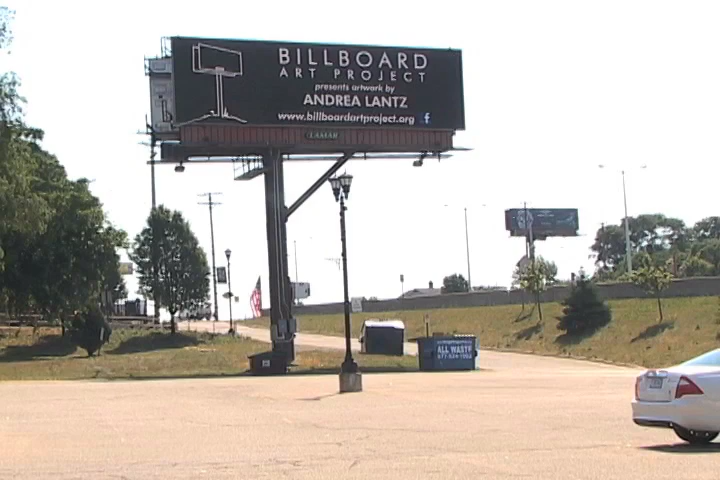 BILLBOARD
ART PROJECT
presents artwork by
ANDREA LANTZ
www.billboardartproject.org f
LAMAR
ALL WASTE